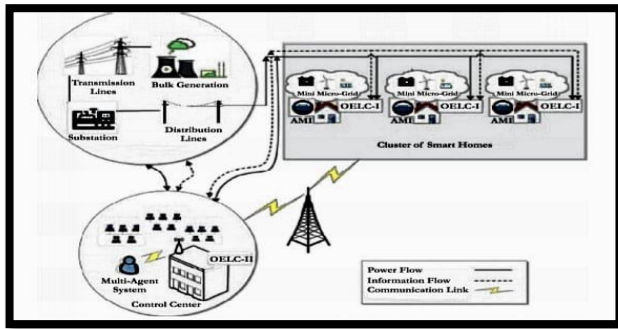 Transmission
Lines
Bulk Generation
Substation
Distribution
Lines
Mini Micro-Grid
OELC-I
AMI
Mini Micro-Grid
OELC-I
AMI
Mini Micro-Grid
OELC-I
AMI
Cluster of Smart Homes
OELC-II
Multi-Agent
System
Control Center
Power Flow
Information Flow
Communication Link